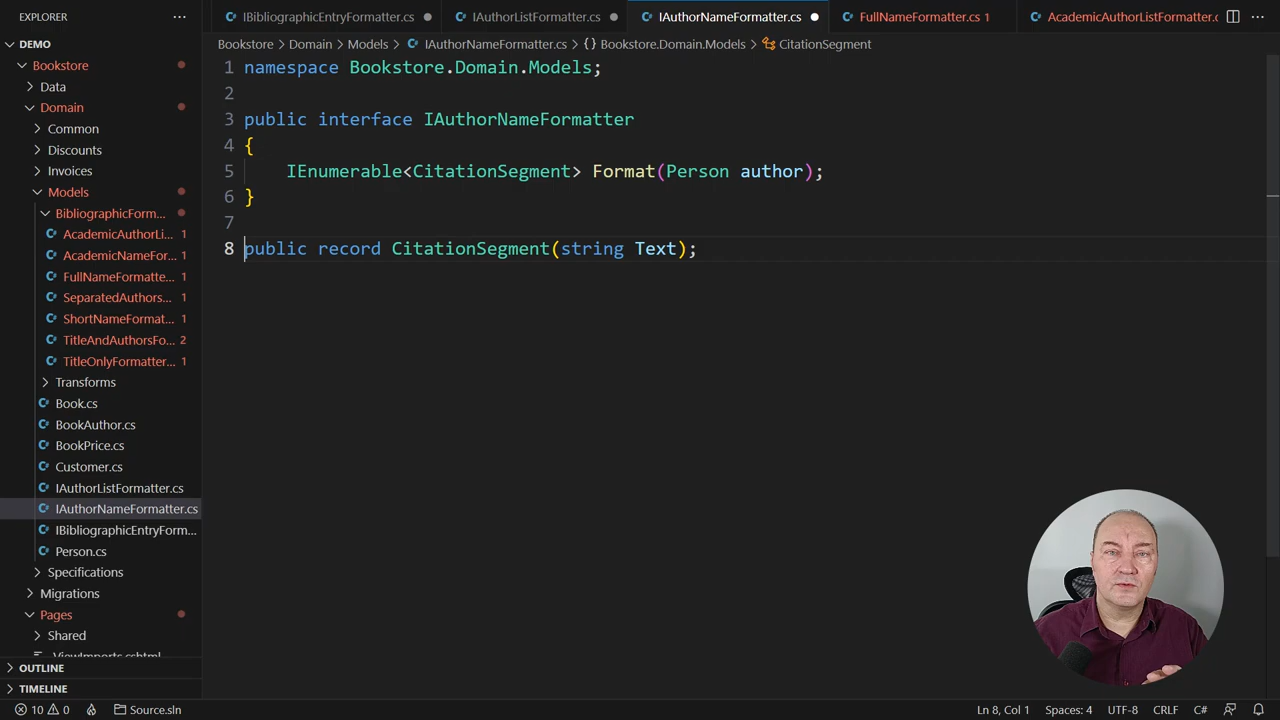 EXPLORER
IBibliographicEntryFormatter.cs
IAuthorListFormatter.cs
IAuthorNameFormatter.cs
FullNameFormatter.cs 1
AcademicAuthorListFormatter.c
DEMO
Bookstore > Domain > Models > IAuthorNameFormatter.cs > {} Bookstore.Domain.Models > CitationSegment
Bookstore
Data
Domain
Common
Discounts
Invoices
Models
BibliographicForm...
AcademicAuthorLi... 1
AcademicNameFor... 1
FullNameFormatte... 1
SeparatedAuthors... 1
ShortNameFormat... 1
TitleAndAuthorsFo... 2
TitleOnlyFormatter... 1
Transforms
Book.cs
BookAuthor.cs
BookPrice.cs
Customer.cs
IAuthorListFormatter.cs
IAuthorNameFormatter.cs
IBibliographicEntryForm...
Person.cs
Specifications
Migrations
Pages
Shared
_ViewImports.cshtml
OUTLINE
TIMELINE
1 namespace Bookstore.Domain.Models;
2
3 public interface IAuthorNameFormatter
4 {
5 IEnumerable<CitationSegment> Format(Person author);
6 }
7
8 public record CitationSegment(string Text);
10 0 Source.sln Ln 8, Col 1 Spaces: 4 UTF-8 CRLF C#